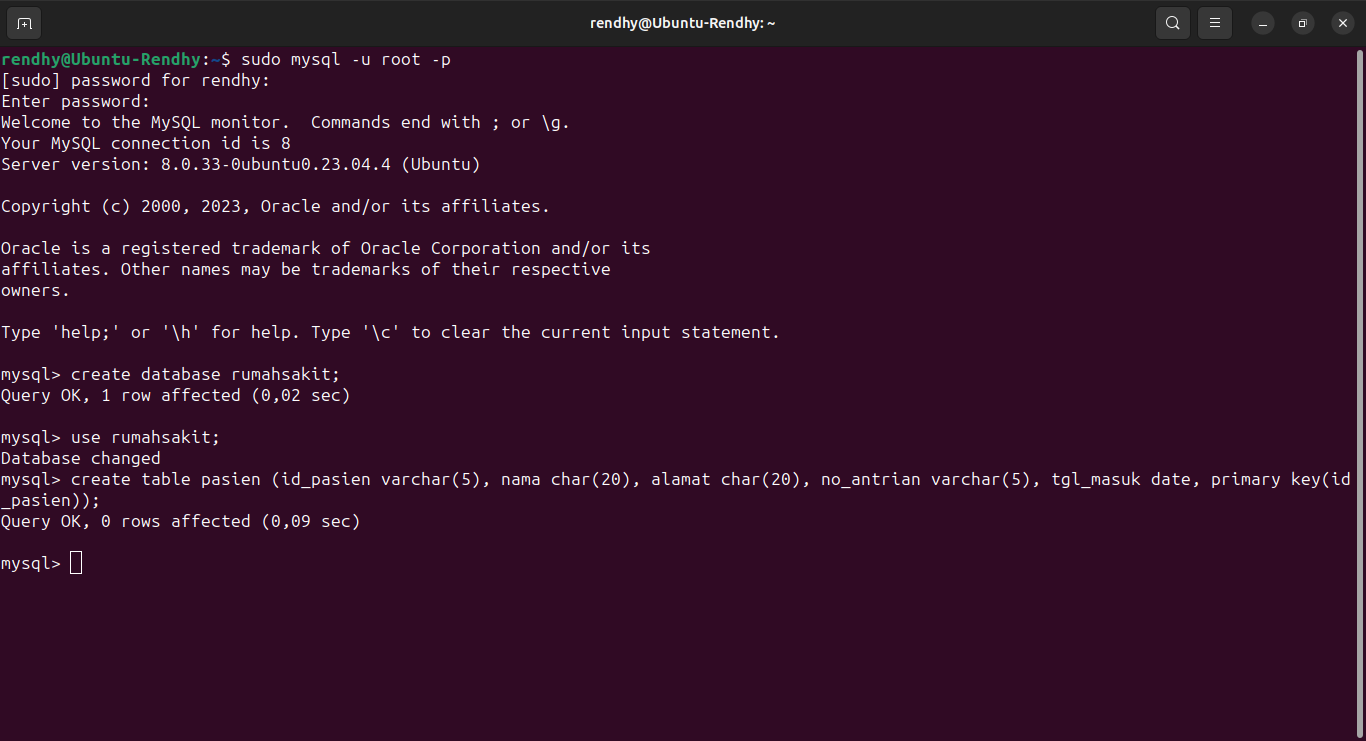 rendhy@Ubuntu-Rendhy: ~
rendhy@Ubuntu-Rendhy:~$ sudo mysql -u root -p
[sudo] password for rendhy:
Enter password:
Welcome to the MySQL monitor.  Commands end with ; or \g.
Your MySQL connection id is 8
Server version: 8.0.33-0ubuntu0.23.04.4 (Ubuntu)
Copyright (c) 2000, 2023, Oracle and/or its affiliates.
Oracle is a registered trademark of Oracle Corporation and/or its
affiliates. Other names may be trademarks of their respective
owners.
Type 'help;' or '\h' for help. Type '\c' to clear the current input statement.
mysql> create database rumahsakit;
Query OK, 1 row affected (0,02 sec)
mysql> use rumahsakit;
Database changed
mysql> create table pasien (id_pasien varchar(5), nama char(20), alamat char(20), no_antrian varchar(5), tgl_masuk date, primary key(id
_pasien));
Query OK, 0 rows affected (0,09 sec)
mysql>